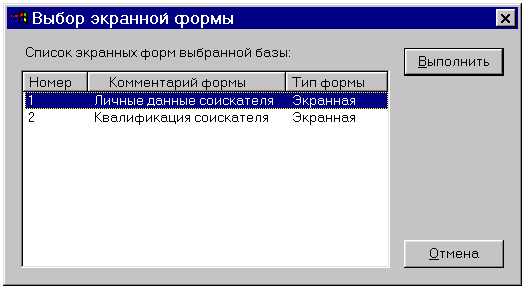 Выбор экранной формы
Список экранных форм выбранной базы:
Выполнить
Номер Комментарий формы Тип формы
1 Личные данные соискателя Экранная
2 Квалификация соискателя Экранная
Отмена